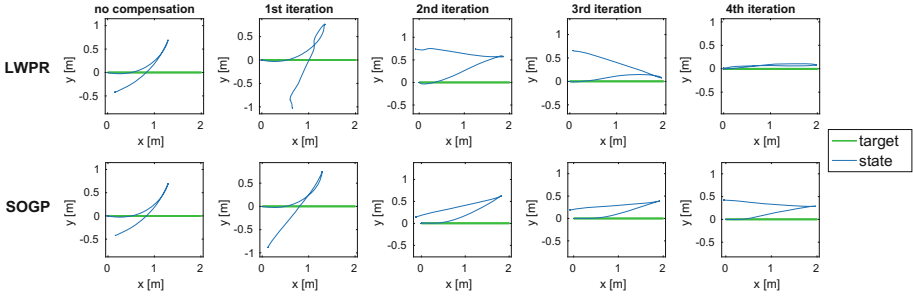 no compensation 1st iteration 2nd iteration 3rd iteration 4th iteration
LWPR
y [m] 1 0.5 0 -0.5
0 1 2
x [m]
y [m] 0.5 0 -0.5 -1
0 1 2
x [m]
y [m] 1 0.5 0 -0.5
0 1 2
x [m]
y [m] 1 0.5 0 -0.5
0 1 2
x [m]
y [m] 1 0.5 0 -0.5
0 1 2
x [m]
target
state
SOGP
y [m] 1 0.5 0 -0.5
0 1 2
x [m]
y [m] 0.5 0 -0.5 -1
0 1 2
x [m]
y [m] 1 0.5 0 -0.5
0 1 2
x [m]
y [m] 1 0.5 0 -0.5
0 1 2
x [m]
y [m] 1 0.5 0 -0.5
0 1 2
x [m]